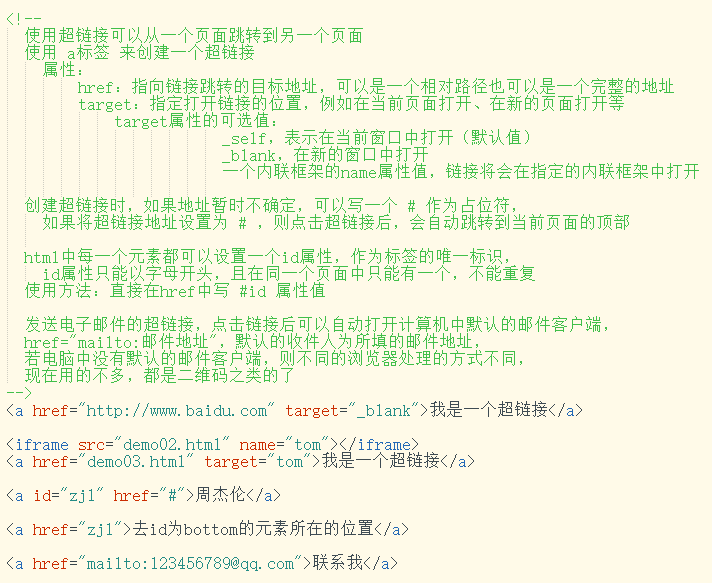 <!--
使用超链接可以从一个页面跳转到另一个页面
使用 a标签 来创建一个超链接
属性：
href：指向链接跳转的目标地址，可以是一个相对路径也可以是一个完整的地址
target：指定打开链接的位置，例如在当前页面打开、在新的页面打开等
target属性的可选值：
_self，表示在当前窗口中打开（默认值）
_blank，在新的窗口中打开
一个内联框架的name属性值，链接将会在指定的内联框架中打开
创建超链接时，如果地址暂时不确定，可以写一个 # 作为占位符，
如果将超链接地址设置为 # ，则点击超链接后，会自动跳转到当前页面的顶部
html中每一个元素都可以设置一个id属性，作为标签的唯一标识，
id属性只能以字母开头，且在同一个页面中只能有一个，不能重复
使用方法：直接在href中写 #id 属性值
发送电子邮件的超链接，点击链接后可以自动打开计算机中默认的邮件客户端，
href="mailto:邮件地址"，默认的收件人为所填的邮件地址，
若电脑中没有默认的邮件客户端，则不同的浏览器处理的方式不同，
现在用的不多，都是二维码之类的了
-->
<a href="http://www.baidu.com" target="_blank">我是一个超链接</a>
<iframe src="demo02.html" name="tom"></iframe>
<a href="demo03.html" target="tom">我是一个超链接</a>
<a id="zjl" href="#">周杰伦</a>
<a href="zjl">去id为bottom的元素所在的位置</a>
<a href="mailto:123456789@qq.com">联系我</a>